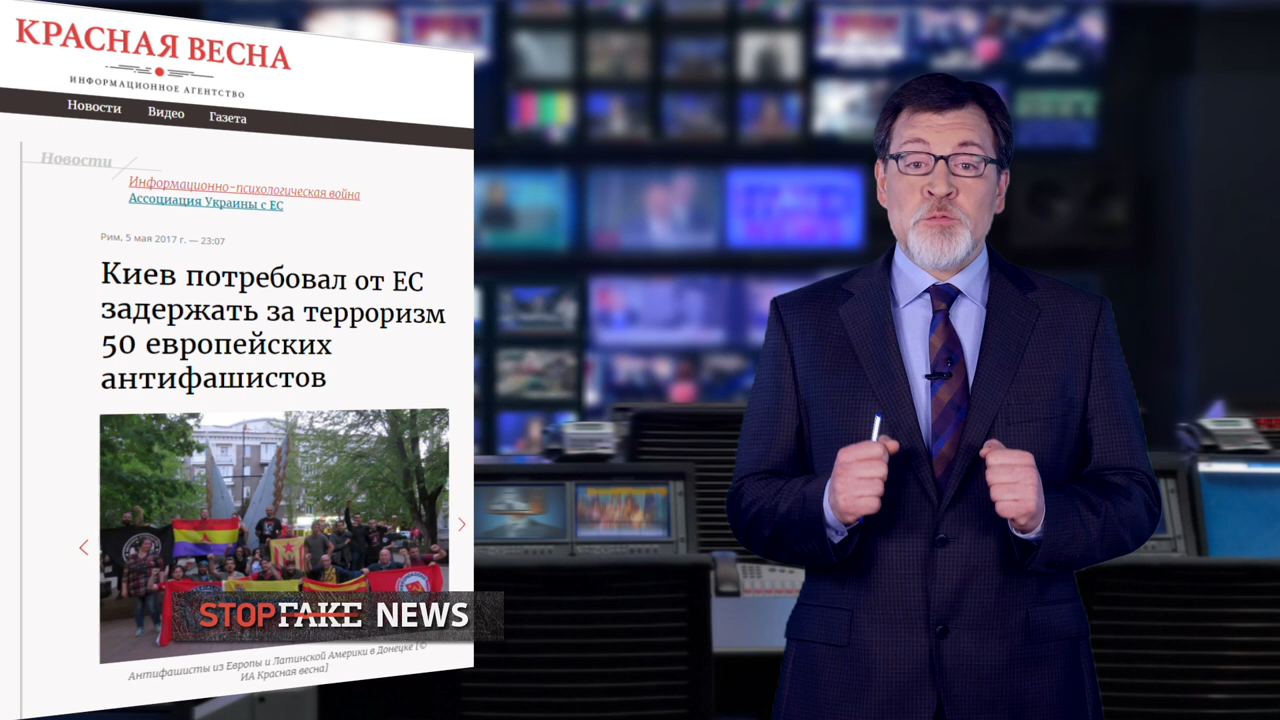 КРАСНАЯ ВЕСНА
ИНФОРМАЦИОННОЕ АГЕНТСТВО
Новости Видео Газета
Новости
Информационно-психологическая война
Ассоциация Украины с ЕС
Рим, 5 мая 2017 г. — 23:07
Киев потребовал от ЕС
задержать за терроризм
50 европейских
антифашистов
STOPFAKE NEWS
Антифашисты из Европы и Латинской Америки в Донецке [©
ИА Красная весна]